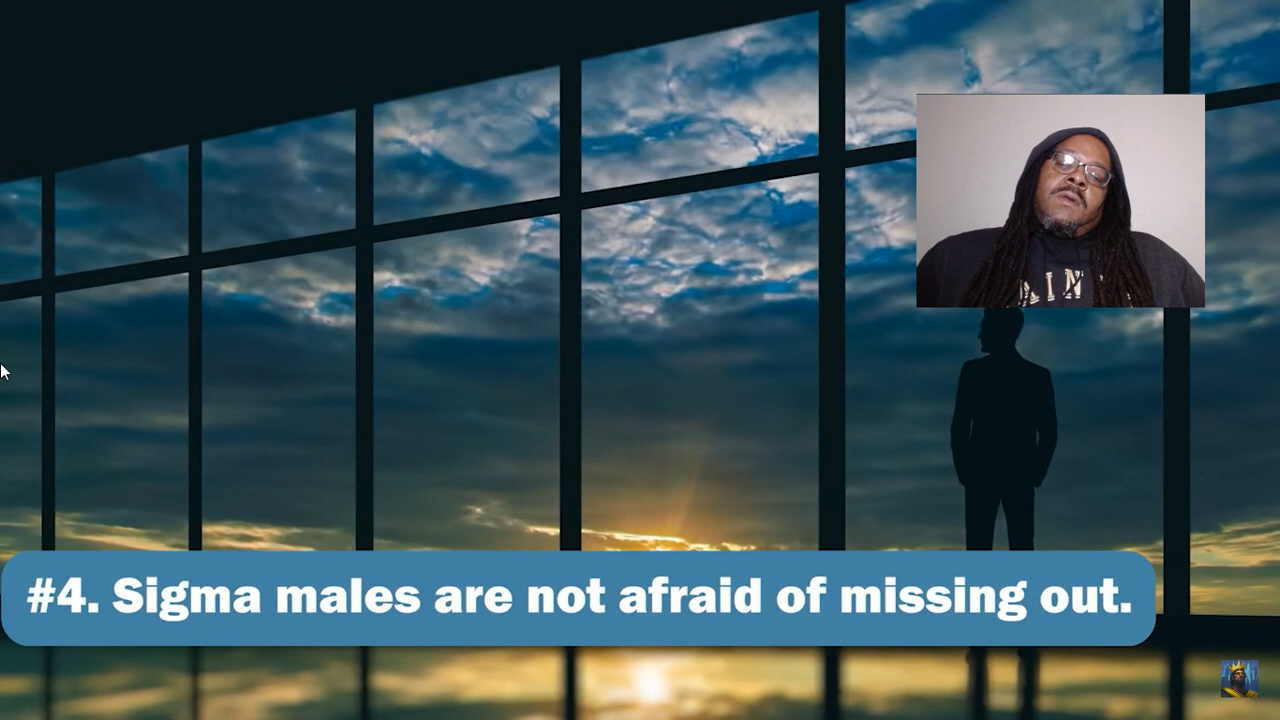 #4. Sigma males are not afraid of missing out.